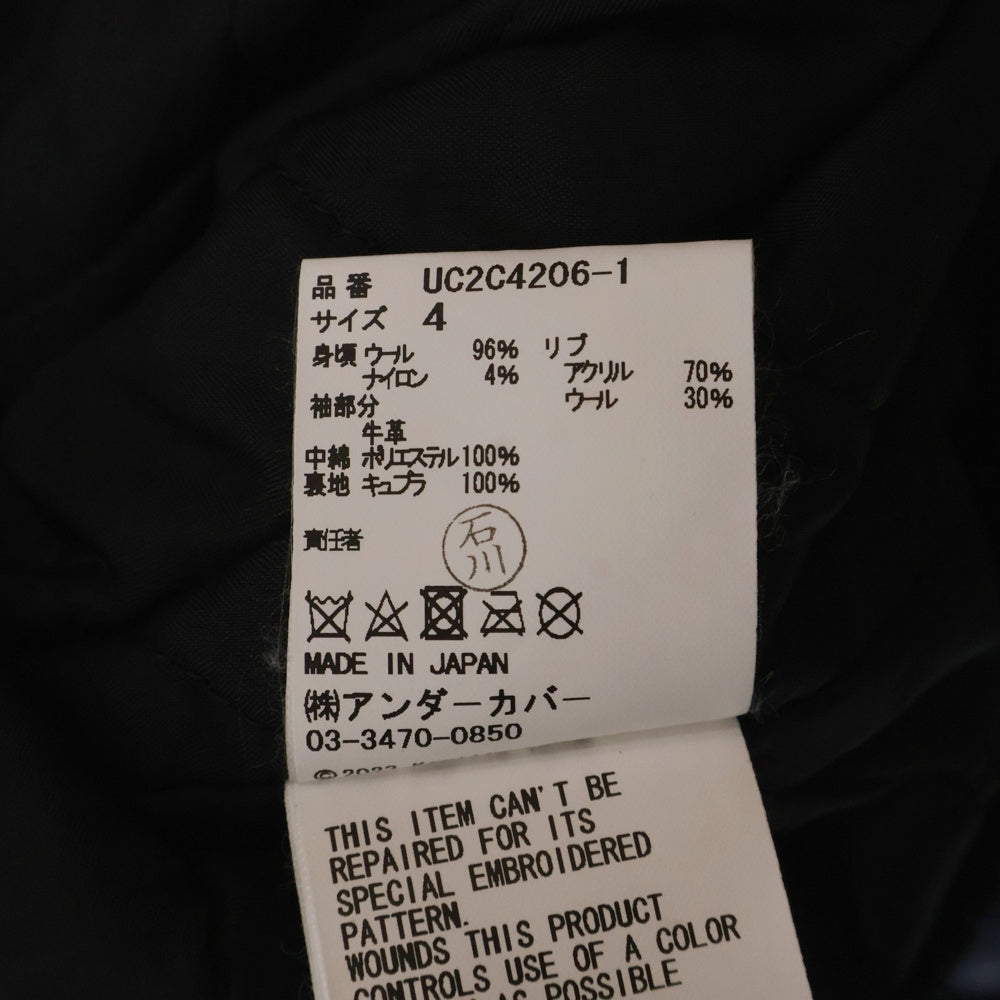 品番 UC2C4206-1
サイズ 4
身頃 ウール 96%
ナイロン 4%
袖部分
牛革
中綿 ポリエステル 100%
裏地 キュプラ 100%
リブ
アクリル 70%
ウール 30%
責任者 石川
MADE IN JAPAN
㈱アンダーカバー
03-3470-0850
THIS ITEM CAN'T BE
REPAIRED FOR ITS
SPECIAL EMBROIDERED
PATTERN.
WOUNDS THIS PRODUCT
CONTROLS USE OF A COLOR
AS POSSIBLE